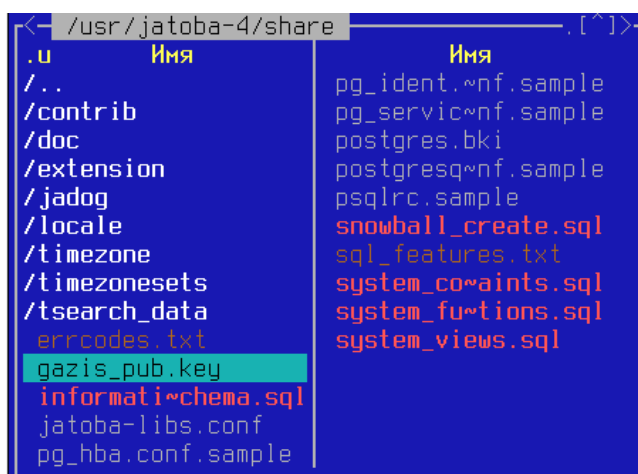 <- /usr/jatoba-4/share .[^]>
.и Имя
/..
/contrib
/doc
/extension
/jadog
/locale
/timezone
/timezonesets
/tsearch_data
errcodes.txt
gazis_pub.key
informati~chema.sql
jatoba-libs.conf
pg_hba.conf.sample
Имя
pg_ident.~nf.sample
pg_servic~nf.sample
postgres.bki
postgresq~nf.sample
psqlrc.sample
snowball_create.sql
sql_features.txt
system_co~aints.sql
system_fu~tions.sql
system_views.sql